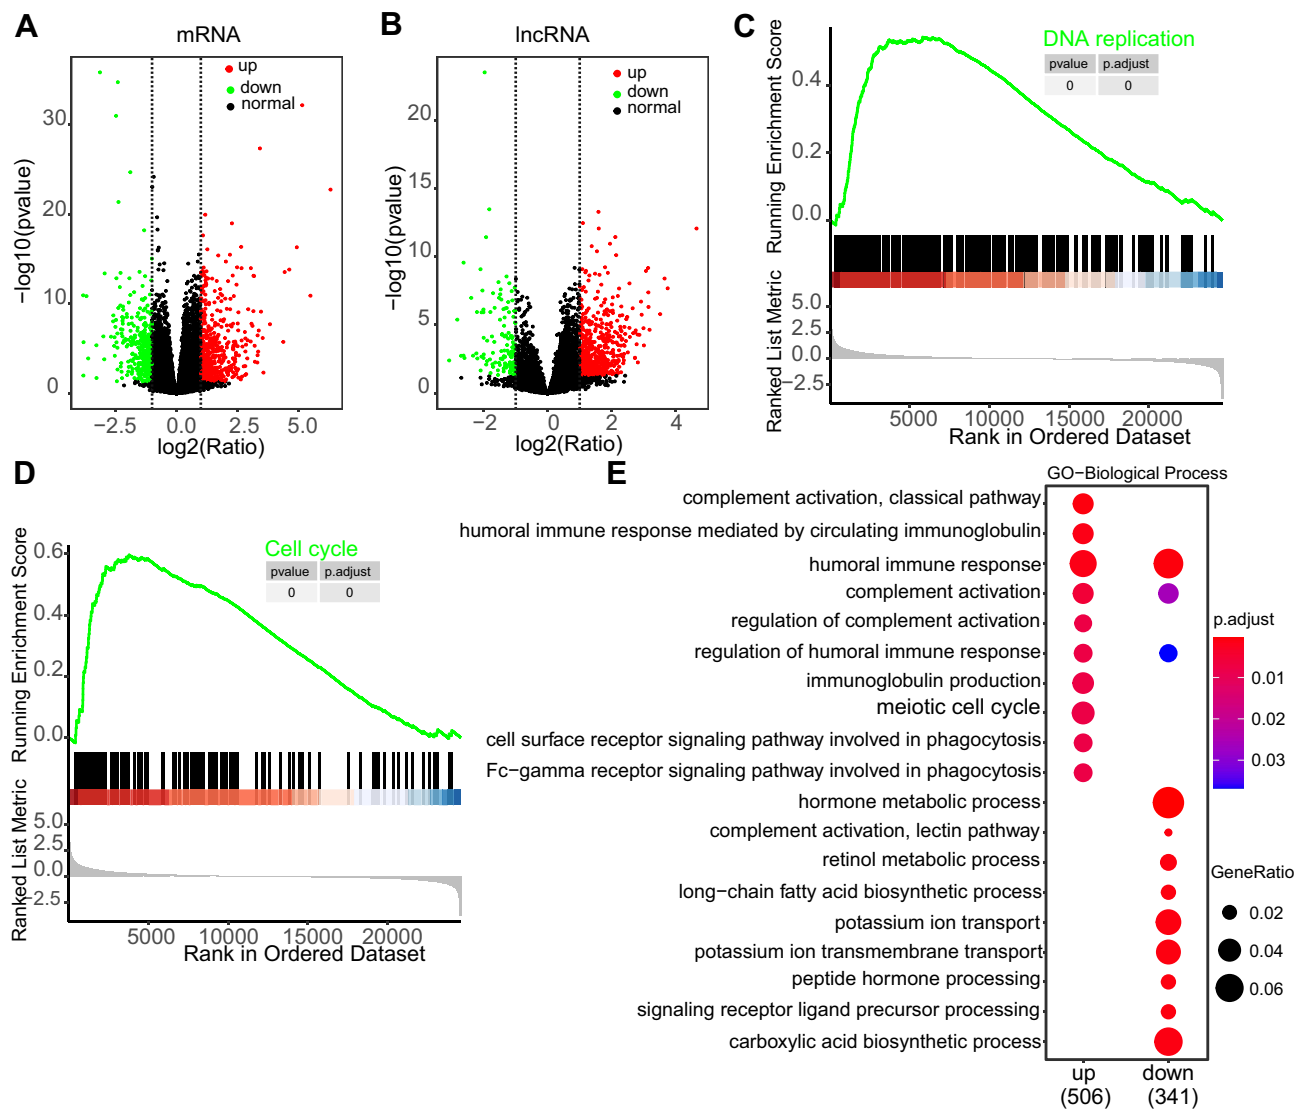 A
mRNA
up
down
normal
30
20
10
0
−2.5
0.0
2.5
5.0
−log10(pvalue)
log2(Ratio)
B
lncRNA
up
down
normal
20
15
10
5
0
−2
0
2
4
−log10(pvalue)
log2(Ratio)
C
DNA replication
pvalue p.adjust
0 0
Running Enrichment Score
0.4
0.2
0.0
Ranked List Metric
5.0
2.5
0.0
−2.5
5000 10000 15000 20000
Rank in Ordered Dataset
D
Cell cycle
pvalue p.adjust
0 0
Running Enrichment Score
0.6
0.4
0.2
0.0
Ranked List Metric
5.0
2.5
0.0
−2.5
5000 10000 15000 20000
Rank in Ordered Dataset
E
GO−Biological Process
complement activation, classical pathway
humoral immune response mediated by circulating immunoglobulin
humoral immune response
complement activation
regulation of complement activation
regulation of humoral immune response
immunoglobulin production
meiotic cell cycle
cell surface receptor signaling pathway involved in phagocytosis
Fc−gamma receptor signaling pathway involved in phagocytosis
hormone metabolic process
complement activation, lectin pathway
retinol metabolic process
long−chain fatty acid biosynthetic process
potassium ion transport
potassium ion transmembrane transport
peptide hormone processing
signaling receptor ligand precursor processing
carboxylic acid biosynthetic process
up
(506)
down
(341)
p.adjust
0.01
0.02
0.03
GeneRatio
0.02
0.04
0.06